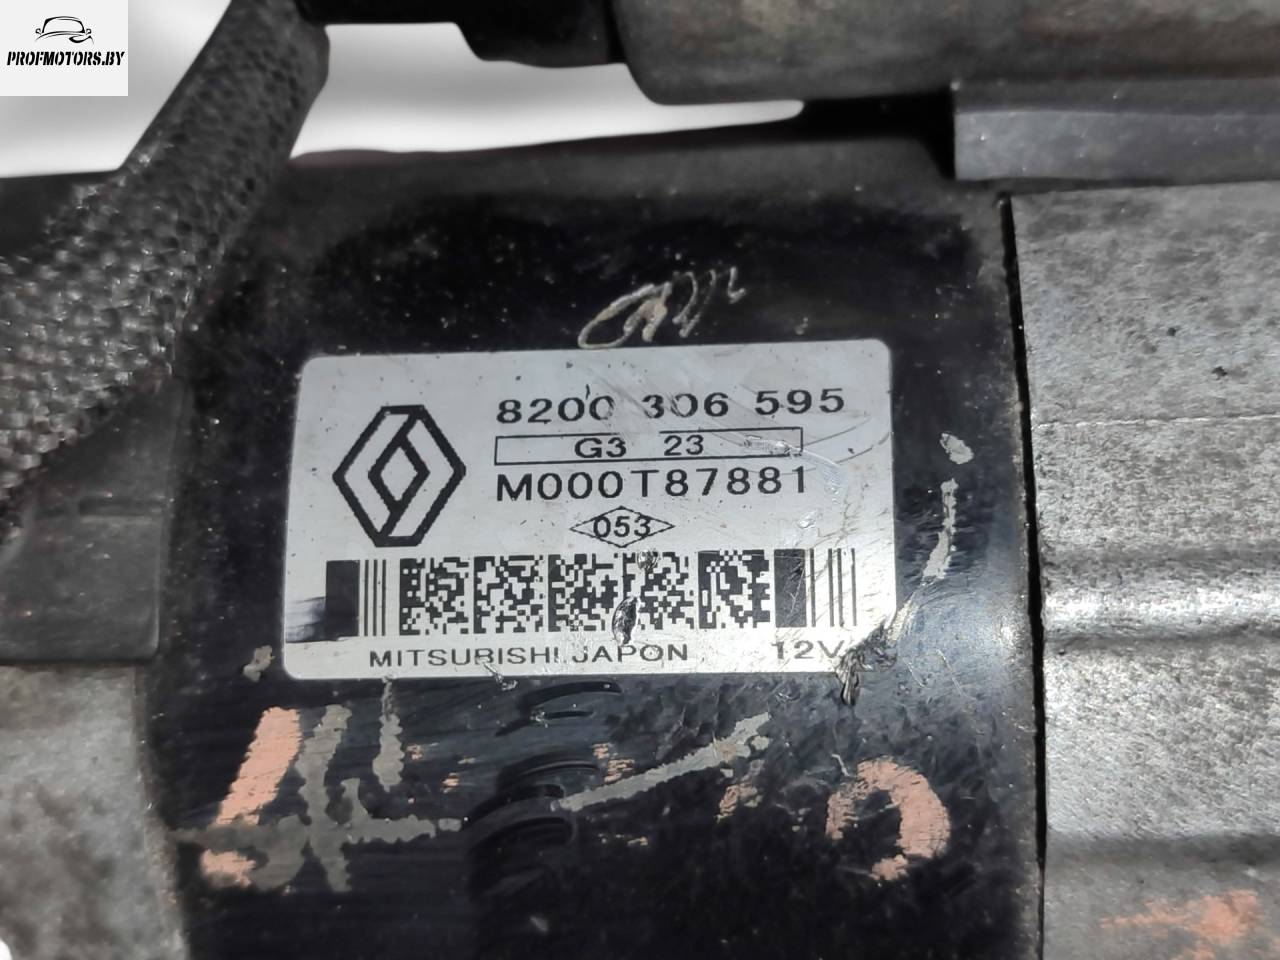 PROFMOTORS.BY
8200 306 595
G3 23
M000T87881
053
MITSUBISHI JAPON 12V